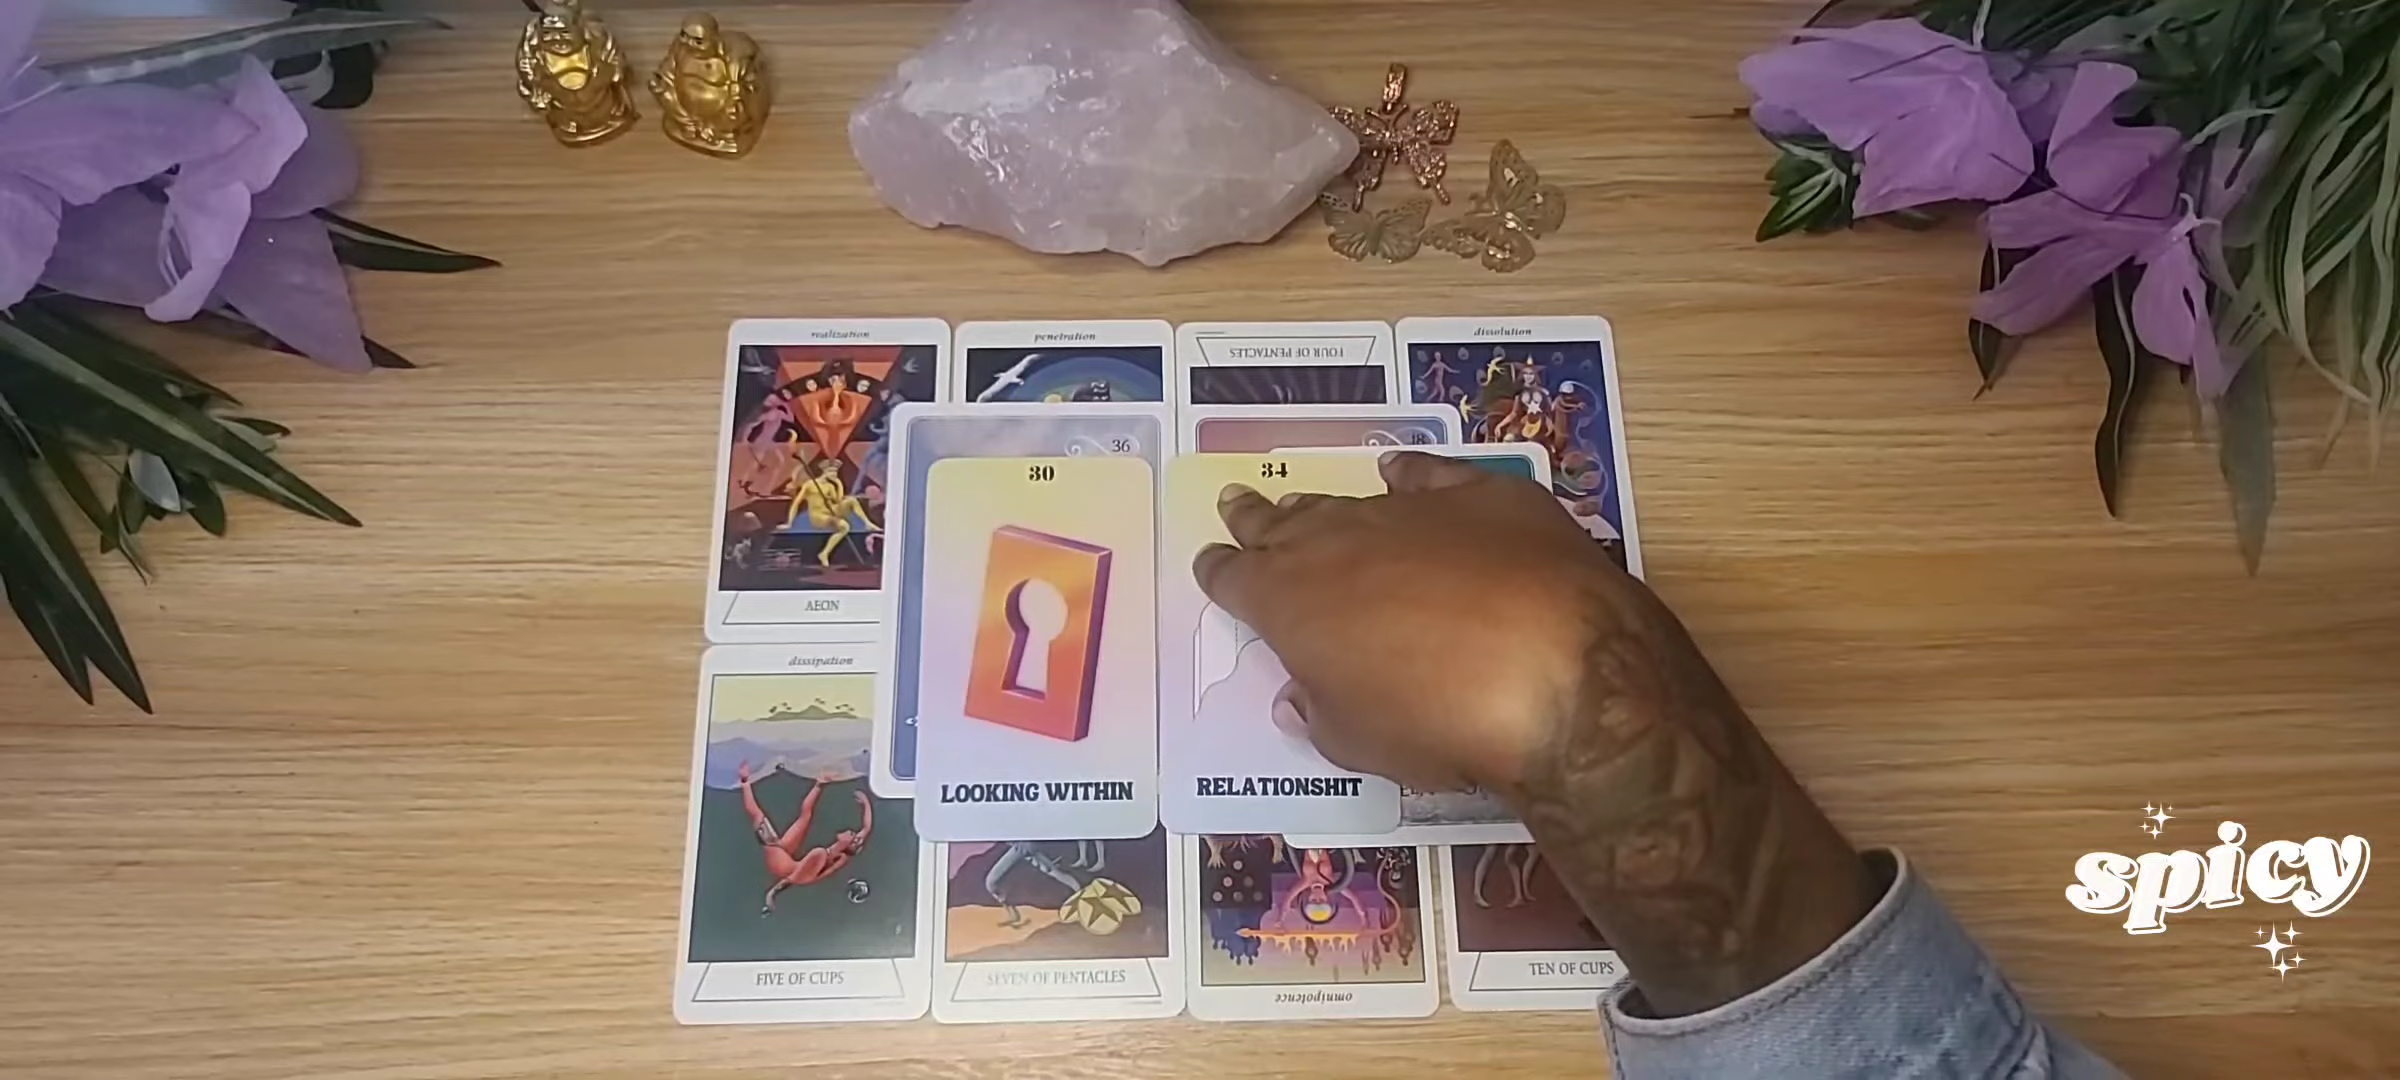 realization
penetration
FOUR OF PENTACLES
dissolution
36
18
30
34
AEON
dissipation
LOOKING WITHIN
RELATIONSHIT
FIVE OF CUPS
SEVEN OF PENTACLES
omnipotence
TEN OF CUPS
spicy